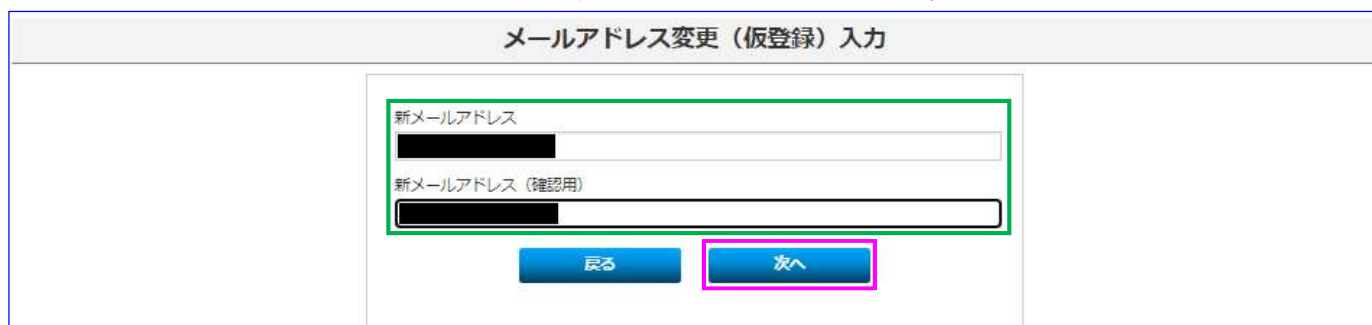 メールアドレス変更（仮登録）入力
新メールアドレス
新メールアドレス（確認用）
戻る
次へ